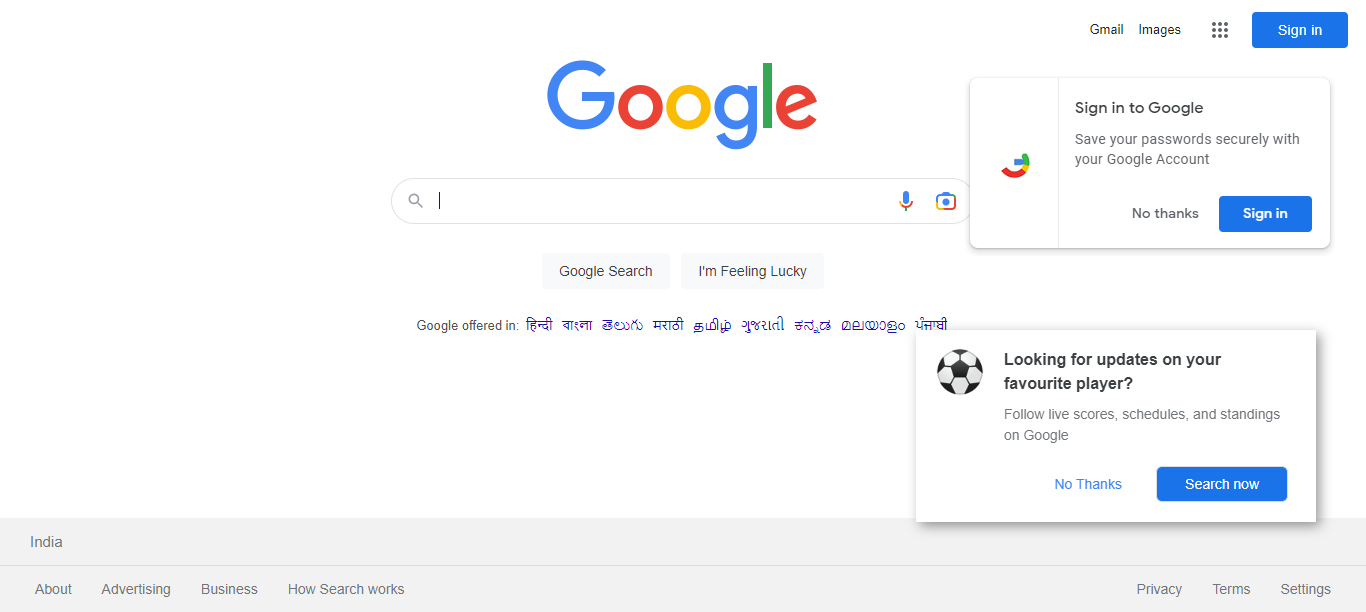 Gmail Images Sign in
Google
Sign in to Google
Save your passwords securely with
your Google Account
No thanks Sign in
Google Search I'm Feeling Lucky
Google offered in: हिन्दी বাংলা తెలుగు मराठी தமிழ் ગુજરાતી ಕನ್ನಡ മലയാളം ਪੰਜਾਬੀ
Looking for updates on your
favourite player?
Follow live scores, schedules, and standings
on Google
No Thanks Search now
India
About Advertising Business How Search works Privacy Terms Settings